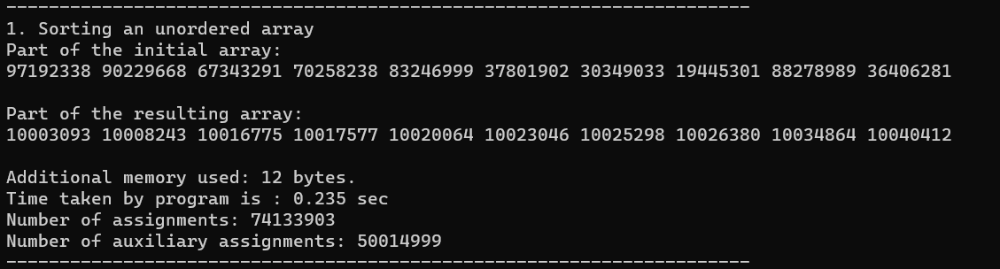 ----------------------------------------------------------------------
1. Sorting an unordered array
Part of the initial array:
97192338 90229668 67343291 70258238 83246999 37801902 30349033 19445301 88278989 36406281
Part of the resulting array:
10003093 10008243 10016775 10017577 10020064 10023046 10025298 10026380 10034864 10040412
Additional memory used: 12 bytes.
Time taken by program is : 0.235 sec
Number of assignments: 74133903
Number of auxiliary assignments: 50014999
----------------------------------------------------------------------